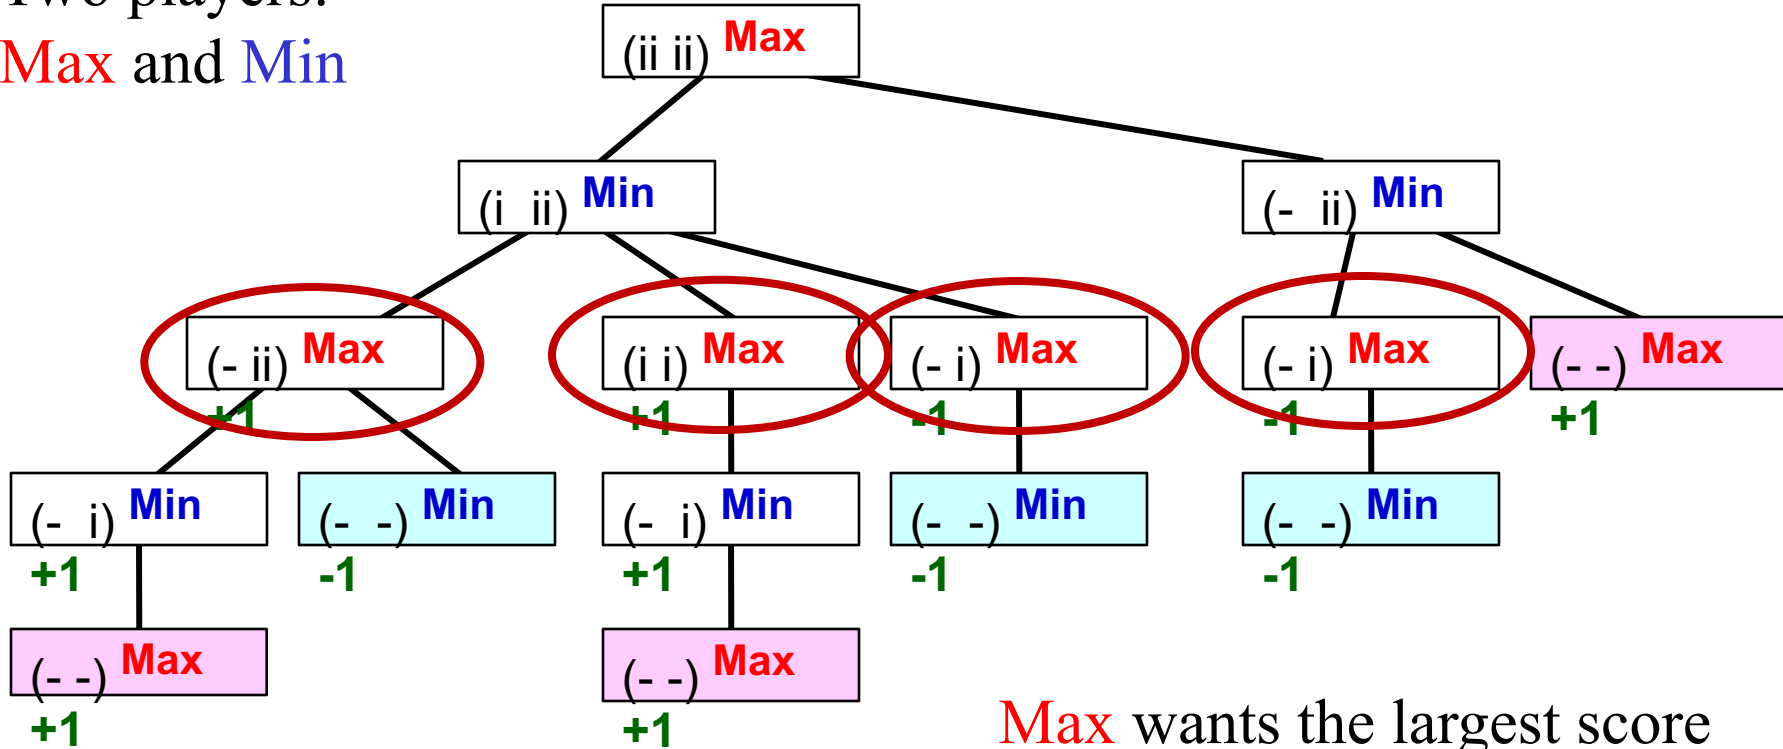 Two players:
Max and Min
(ii ii) Max
(i ii) Min
(- ii) Min
(- ii) Max
(i i) Max
(- i) Max
(- i) Max
(- -) Max
+1
+1
-1
-1
+1
(- i) Min
(- -) Min
(- i) Min
(- -) Min
(- -) Min
+1
-1
+1
-1
-1
(- -) Max
(- -) Max
+1
+1
Max wants the largest score